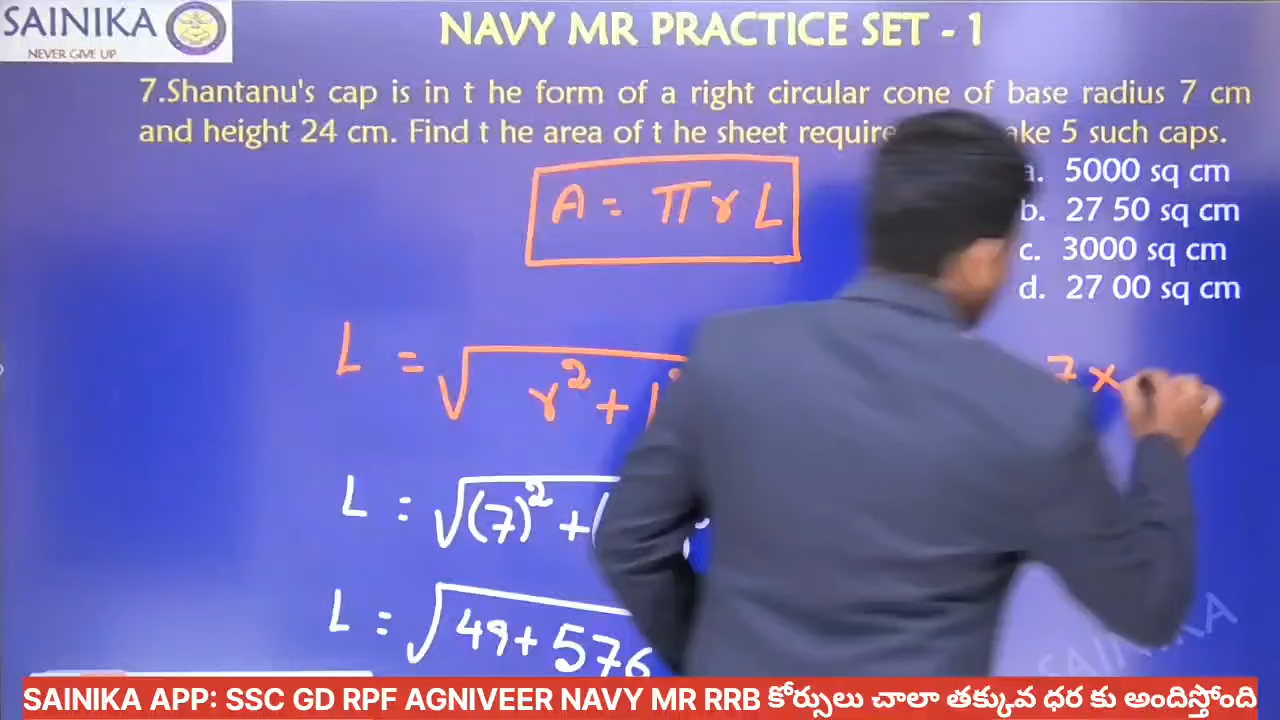 SAINIKA
NEVER GIVE UP
NAVY MR PRACTICE SET - 1
7.Shantanu's cap is in t he form of a right circular cone of base radius 7 cm
and height 24 cm. Find t he area of t he sheet 5 such caps.
a. 5000 sq cm
b. 27 50 sq cm
c. 3000 sq cm
d. 27 00 sq cm
A = π r L
L = √ r² +
7 ×
L = √(7)² + (
L = √49 + 576
SAINIKA
SAINIKA APP: SSC GD RPF AGNIVEER NAVY MR RRB కోర్సులు చాలా తక్కువ ధర కు అందిస్తోంది